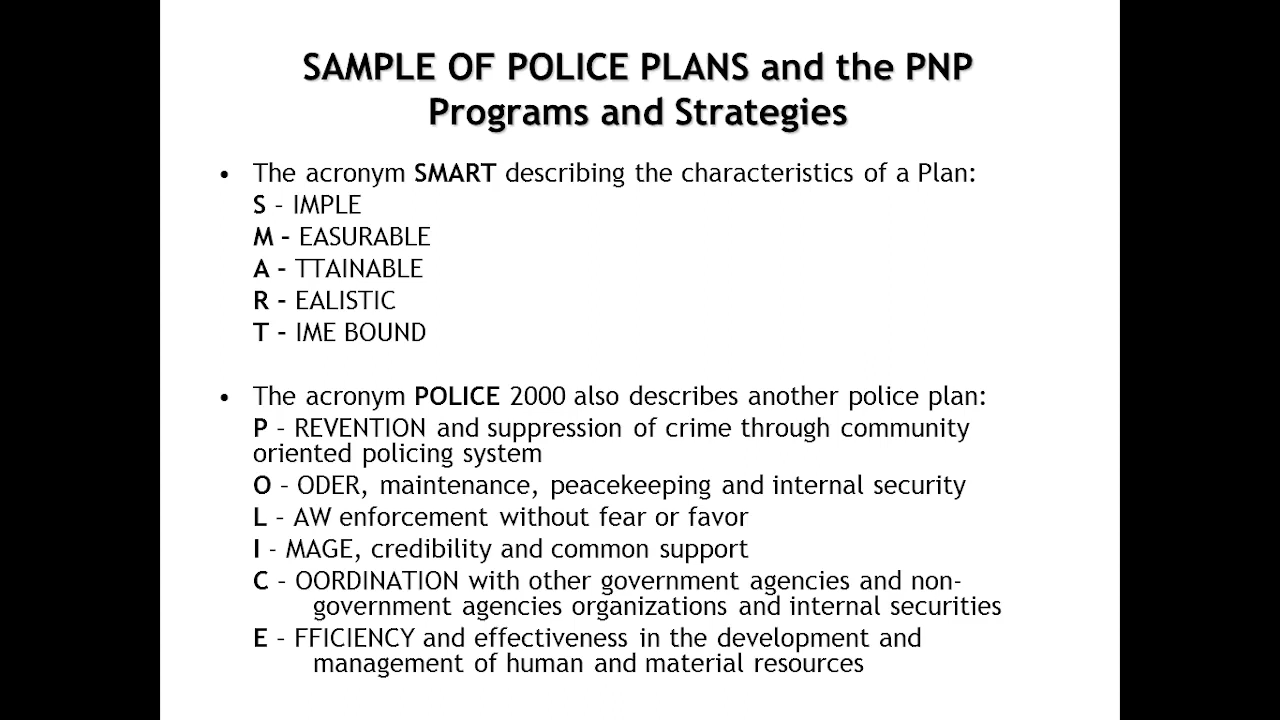 SAMPLE OF POLICE PLANS and the PNP
Programs and Strategies
• The acronym SMART describing the characteristics of a Plan:
S – IMPLE
M – EASURABLE
A – TTAINABLE
R – EALISTIC
T – IME BOUND
• The acronym POLICE 2000 also describes another police plan:
P – REVENTION and suppression of crime through community
oriented policing system
O – ODER, maintenance, peacekeeping and internal security
L – AW enforcement without fear or favor
I - MAGE, credibility and common support
C – OORDINATION with other government agencies and non-
government agencies organizations and internal securities
E – FFICIENCY and effectiveness in the development and
management of human and material resources